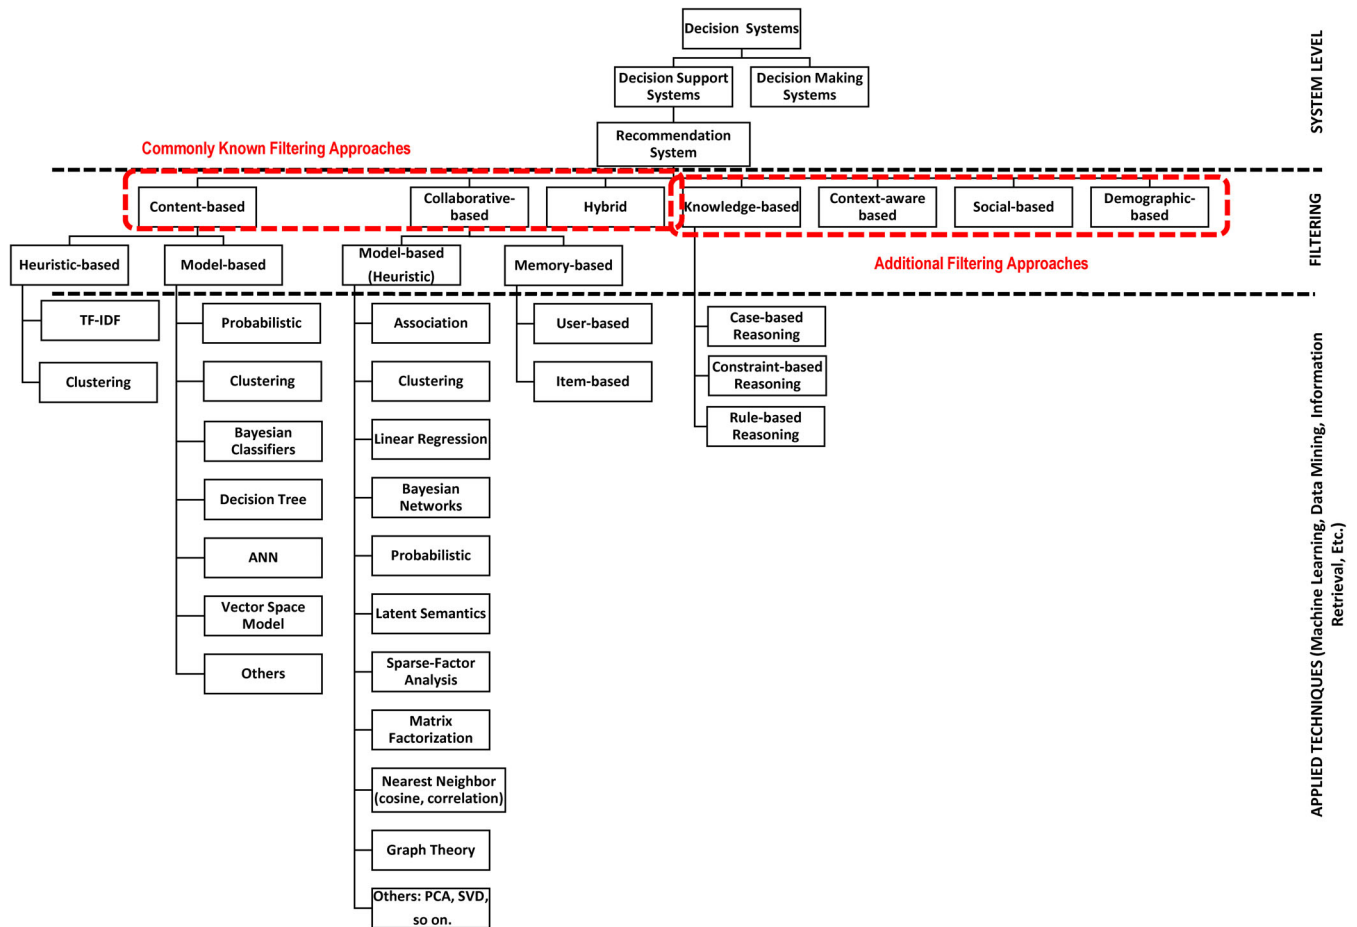 Decision Systems
Decision Support
Systems
Decision Making
Systems
Recommendation
System
SYSTEM LEVEL
Commonly Known Filtering Approaches
Content-based
Collaborative-
based
Hybrid
Knowledge-based
Context-aware
based
Social-based
Demographic-
based
FILTERING
Heuristic-based
Model-based
Model-based
(Heuristic)
Memory-based
Additional Filtering Approaches
TF-IDF
Clustering
Probabilistic
Clustering
Bayesian
Classifiers
Decision Tree
ANN
Vector Space
Model
Others
Association
Clustering
Linear Regression
Bayesian
Networks
Probabilistic
Latent Semantics
Sparse-Factor
Analysis
Matrix
Factorization
Nearest Neighbor
(cosine, correlation)
Graph Theory
Others: PCA, SVD,
so on.
User-based
Item-based
Case-based
Reasoning
Constraint-based
Reasoning
Rule-based
Reasoning
APPLIED TECHNIQUES (Machine Learning, Data Mining, Information
Retrieval, Etc.)